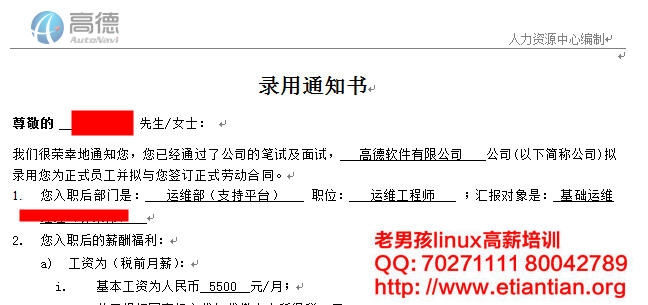 高德
AutoNavi
人力资源中心编制
录用通知书
尊敬的 先生/女士：
我们很荣幸地通知您，您已经通过了公司的笔试及面试， 高德软件有限公司 公司(以下简称公司)拟
录用您为正式员工并拟与您签订正式劳动合同。
1. 您入职后部门是： 运维部（支持平台） 职位： 运维工程师 ；汇报对象是： 基础运维
2. 您入职后的薪酬福利：
a) 工资为（税前月薪）：
i. 基本工资为人民币 5500 元/月；
老男孩linux高薪培训
QQ: 70271111 80042789
http://www.etiantian.org